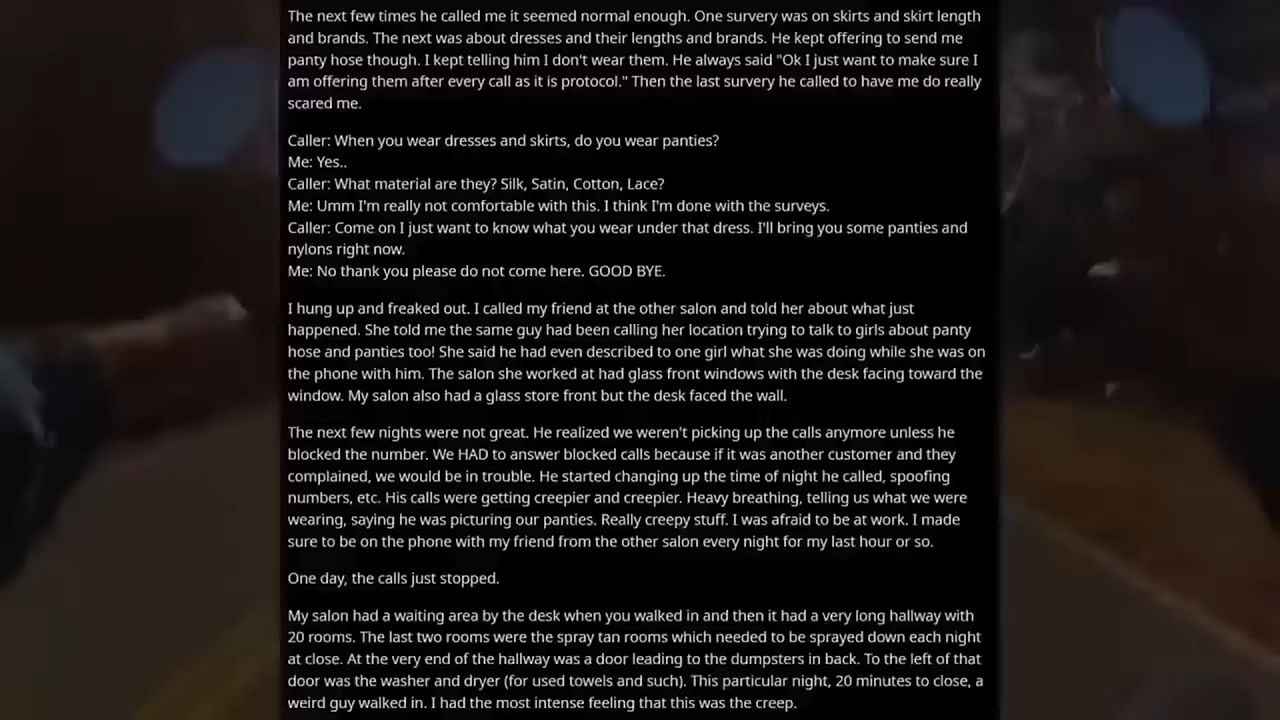 The next few times he called me it seemed normal enough. One survery was on skirts and skirt length
and brands. The next was about dresses and their lengths and brands. He kept offering to send me
panty hose though. I kept telling him I don't wear them. He always said "Ok I just want to make sure I
am offering them after every call as it is protocol." Then the last survery he called to have me do really
scared me.
Caller: When you wear dresses and skirts, do you wear panties?
Me: Yes..
Caller: What material are they? Silk, Satin, Cotton, Lace?
Me: Umm I'm really not comfortable with this. I think I'm done with the surveys.
Caller: Come on I just want to know what you wear under that dress. I'll bring you some panties and
nylons right now.
Me: No thank you please do not come here. GOOD BYE.
I hung up and freaked out. I called my friend at the other salon and told her about what just
happened. She told me the same guy had been calling her location trying to talk to girls about panty
hose and panties too! She said he had even described to one girl what she was doing while she was on
the phone with him. The salon she worked at had glass front windows with the desk facing toward the
window. My salon also had a glass store front but the desk faced the wall.
The next few nights were not great. He realized we weren't picking up the calls anymore unless he
blocked the number. We HAD to answer blocked calls because if it was another customer and they
complained, we would be in trouble. He started changing up the time of night he called, spoofing
numbers, etc. His calls were getting creepier and creepier. Heavy breathing, telling us what we were
wearing, saying he was picturing our panties. Really creepy stuff. I was afraid to be at work. I made
sure to be on the phone with my friend from the other salon every night for my last hour or so.
One day, the calls just stopped.
My salon had a waiting area by the desk when you walked in and then it had a very long hallway with
20 rooms. The last two rooms were the spray tan rooms which needed to be sprayed down each night
at close. At the very end of the hallway was a door leading to the dumpsters in back. To the left of that
door was the washer and dryer (for used towels and such). This particular night, 20 minutes to close, a
weird guy walked in. I had the most intense feeling that this was the creep.